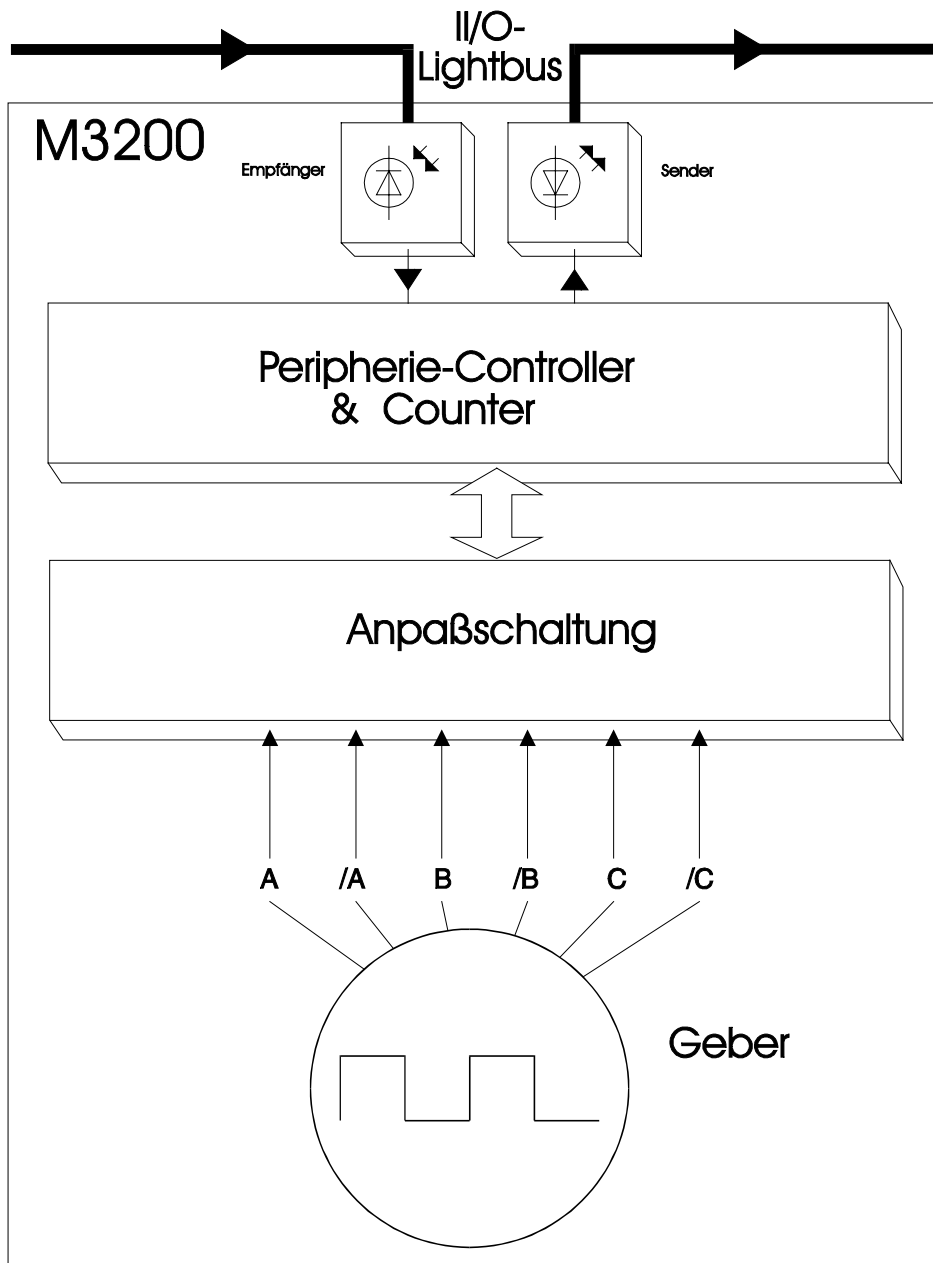 II/O-
Lightbus
M3200
Empfänger
Sender
Peripherie-Controller
& Counter
Anpaßschaltung
A /A B /B C /C
Geber